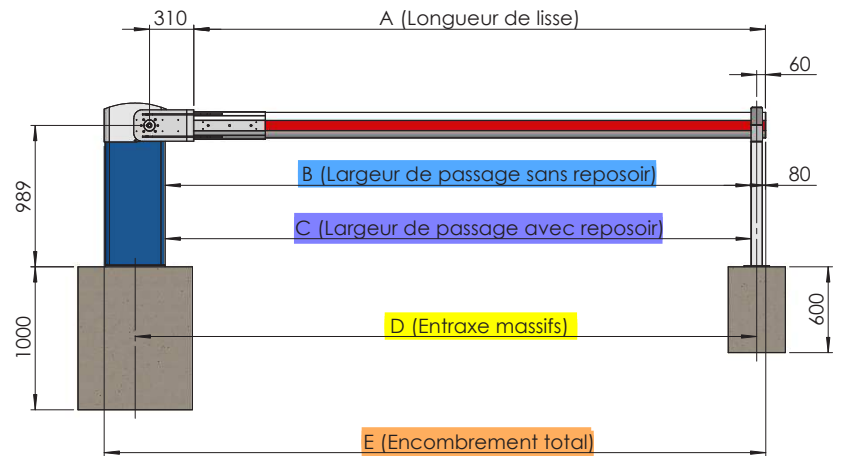 310
A (Longueur de lisse)
60
B (Largeur de passage sans reposoir)
80
989
C (Largeur de passage avec reposoir)
1000
D (Entraxe massifs)
600
E (Encombrement total)